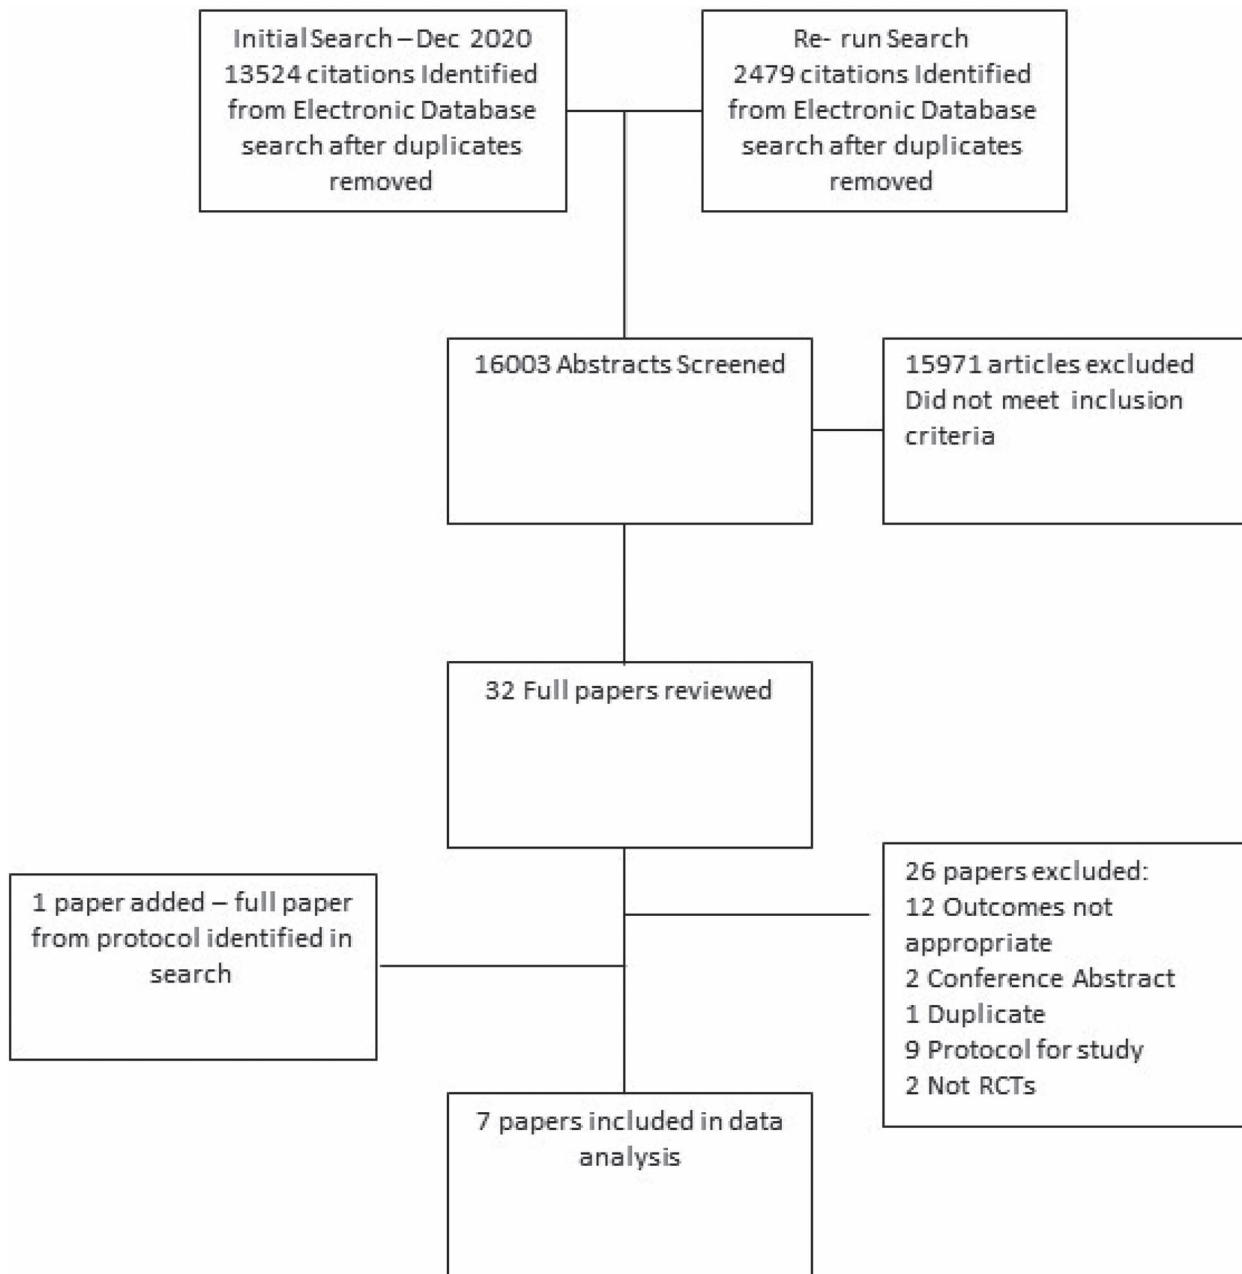 Initial Search – Dec 2020
13524 citations Identified
from Electronic Database
search after duplicates
removed
Re- run Search
2479 citations Identified
from Electronic Database
search after duplicates
removed
16003 Abstracts Screened
15971 articles excluded
Did not meet inclusion
criteria
32 Full papers reviewed
1 paper added – full paper
from protocol identified in
search
26 papers excluded:
12 Outcomes not
appropriate
2 Conference Abstract
1 Duplicate
9 Protocol for study
2 Not RCTs
7 papers included in data
analysis